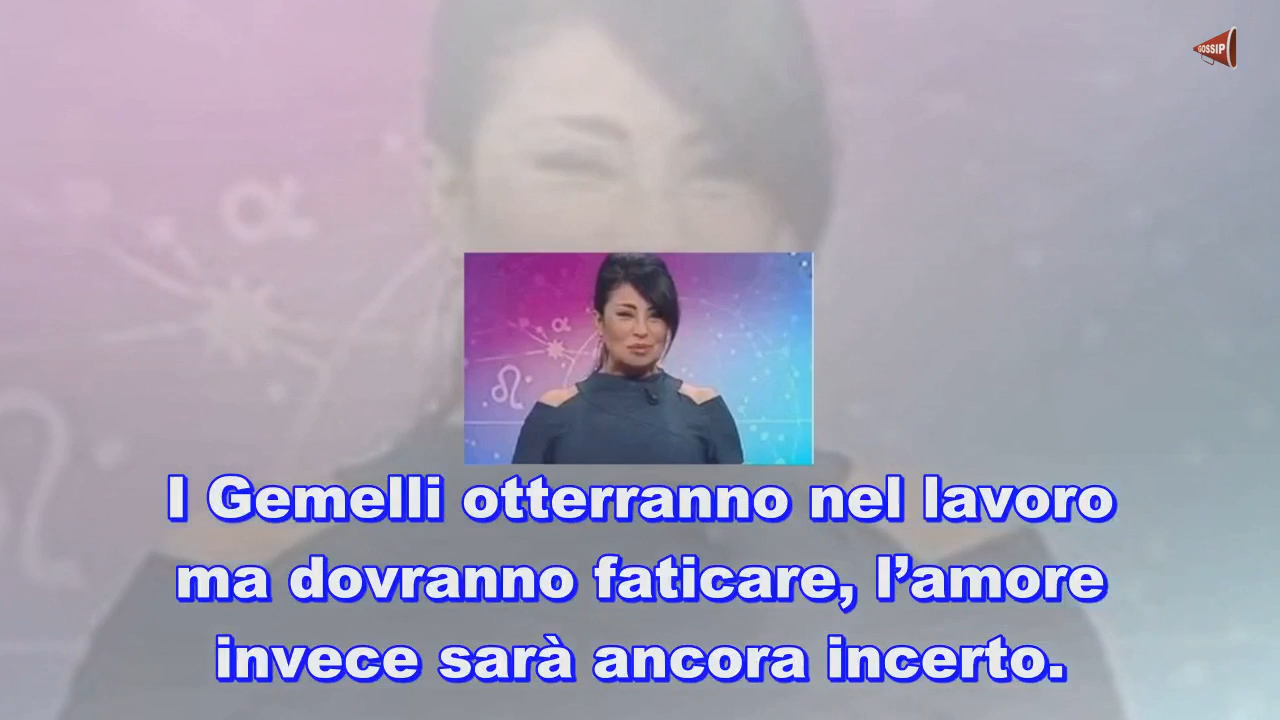 GOSSIP
I Gemelli otterranno nel lavoro
ma dovranno faticare, l’amore
invece sarà ancora incerto.